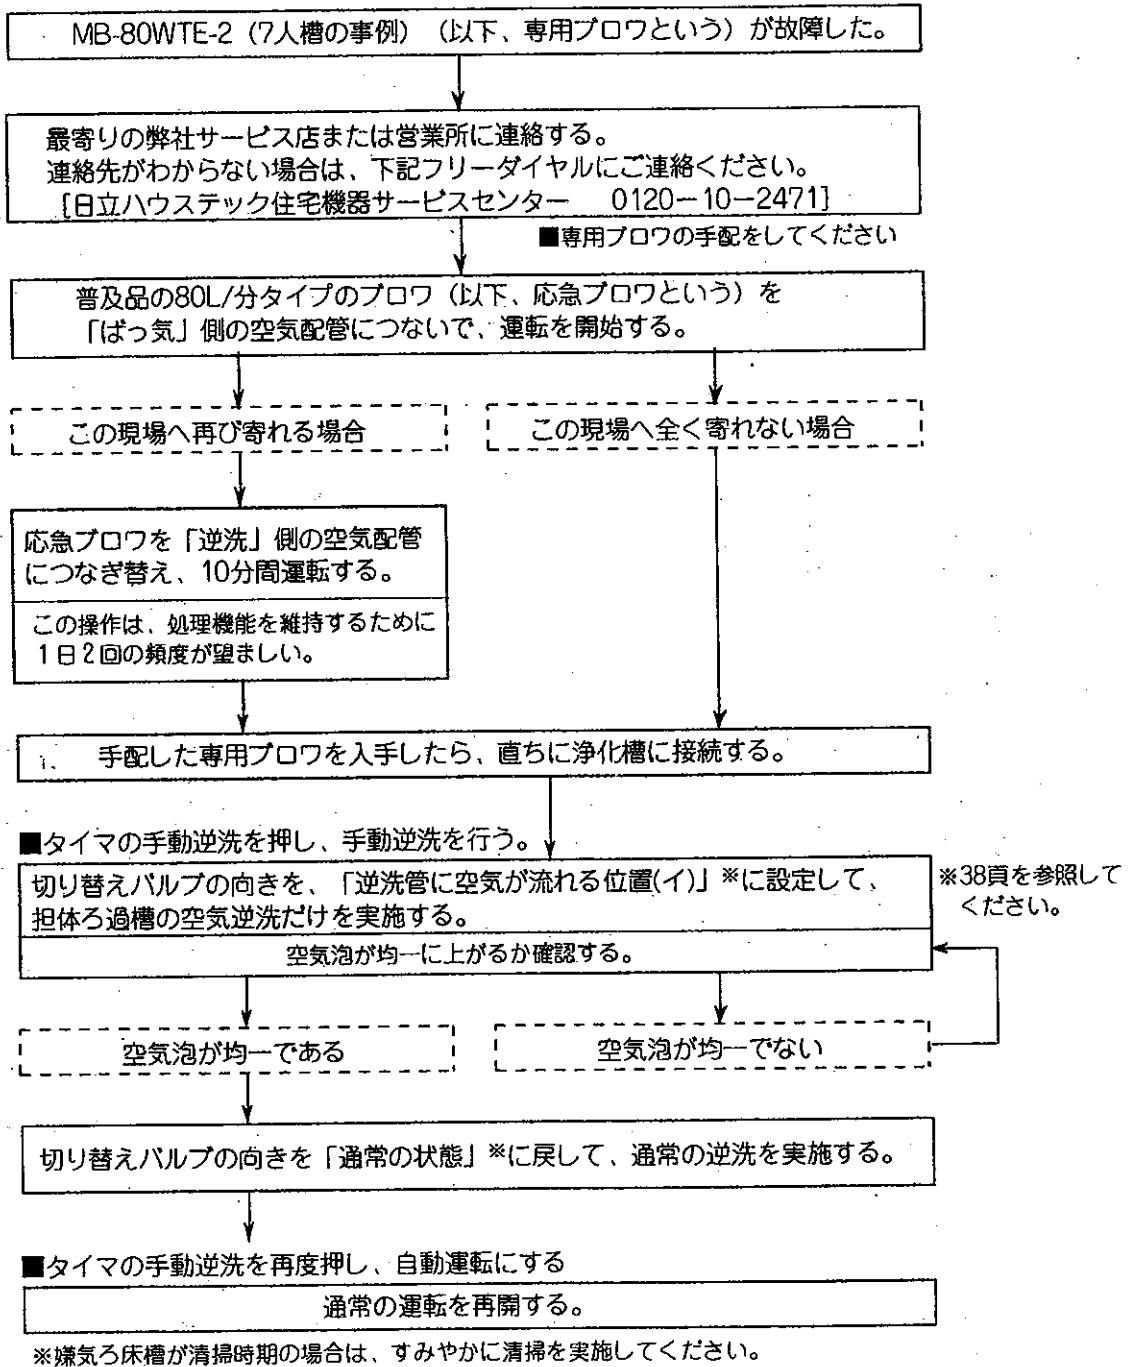 MB-80WTE-2（7人槽の事例）（以下、専用ブロワという）が故障した。
最寄りの弊社サービス店または営業所に連絡する。
連絡先がわからない場合は、下記フリーダイヤルにご連絡ください。
［日立ハウステック住宅機器サービスセンター　0120－10－2471］
■専用ブロワの手配をしてください
普及品の80L/分タイプのブロワ（以下、応急ブロワという）を
「ばっ気」側の空気配管につないで、運転を開始する。
この現場へ再び寄れる場合
この現場へ全く寄れない場合
応急ブロワを「逆洗」側の空気配管
につなぎ替え、10分間運転する。
この操作は、処理機能を維持するために
1日2回の頻度が望ましい。
手配した専用ブロワを入手したら、直ちに浄化槽に接続する。
■タイマの手動逆洗を押し、手動逆洗を行う。
切り替えバルブの向きを、「逆洗管に空気が流れる位置(イ)」※に設定して、
担体ろ過槽の空気逆洗だけを実施する。
※38頁を参照して
ください。
空気泡が均一に上がるか確認する。
空気泡が均一である
空気泡が均一でない
切り替えバルブの向きを「通常の状態」※に戻して、通常の逆洗を実施する。
■タイマの手動逆洗を再度押し、自動運転にする
通常の運転を再開する。
※嫌気ろ床槽が清掃時期の場合は、すみやかに清掃を実施してください。